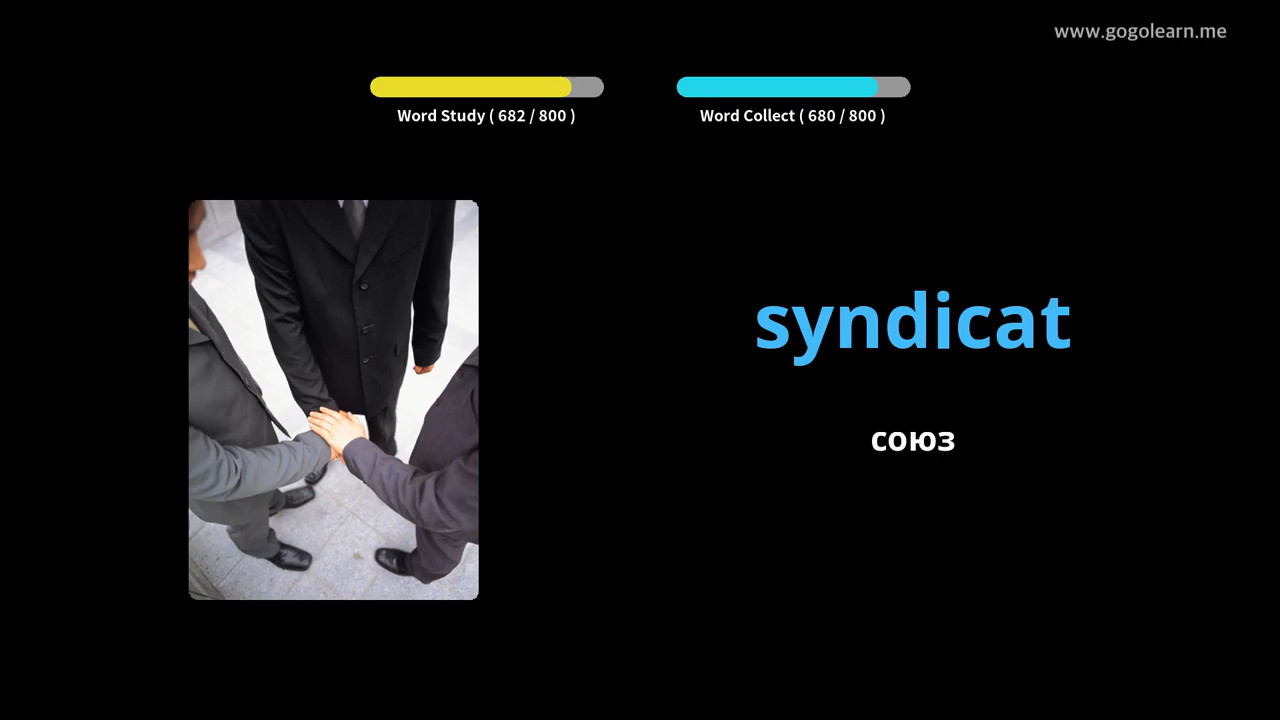 www.gogolearn.me
Word Study ( 682 / 800 )
Word Collect ( 680 / 800 )
syndicat
союз